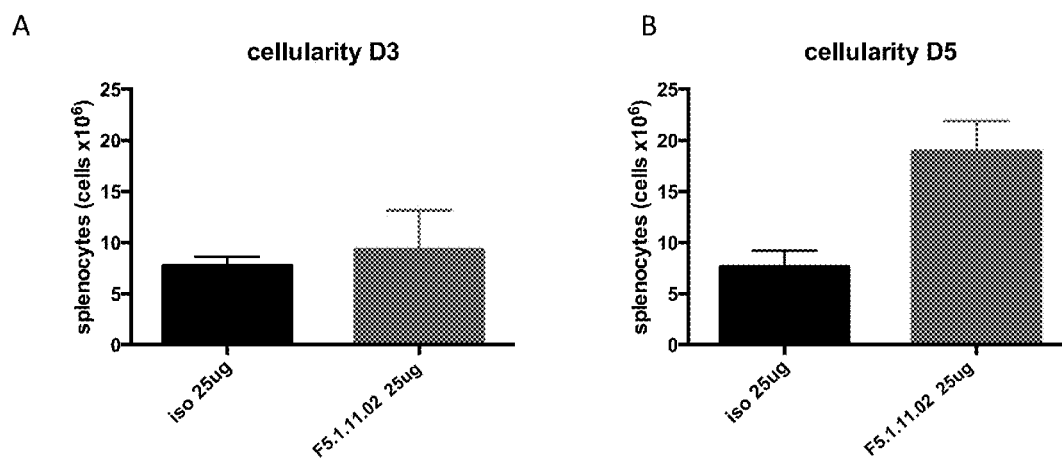 A
cellularity D3
splenocytes (cells x10⁶)
25
20
15
10
5
0
iso 25ug
F5.1.11.02 25ug
B
cellularity D5
splenocytes (cells x10⁶)
25
20
15
10
5
0
iso 25ug
F5.1.11.02 25ug